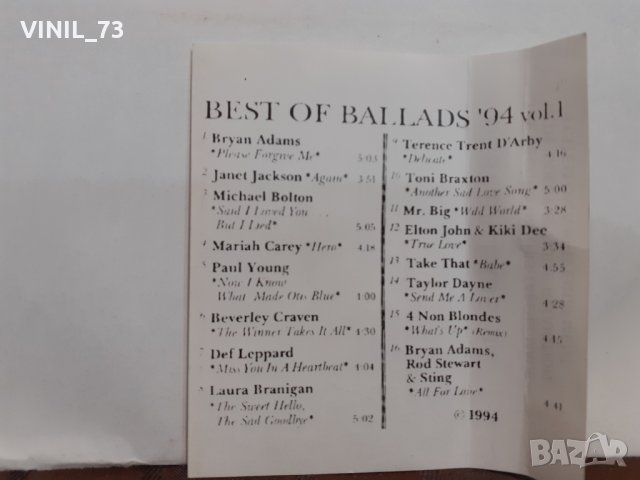 VINIL_73
BEST OF BALLADS '94 vol.1
1 Bryan Adams
*Please Forgive Me* 5:03
2 Janet Jackson *Again* 3:51
3 Michael Bolton
*Said I Loved You
But I Lied* 5:05
4 Mariah Carey *Hero* 4:18
5 Paul Young
*Now I Know
What Made Otis Blue* 4:00
6 Beverley Craven
*The Winner Takes It All* 4:30
7 Def Leppard
*Miss You In A Heartbeat* 4:04
8 Laura Branigan
*The Sweet Hello,
The Sad Goodbye* 5:02
9 Terence Trent D'Arby
*Delicate* 4:16
10 Toni Braxton
*Another Sad Love Song* 5:00
11 Mr. Big *Wild World* 3:28
12 Elton John & Kiki Dee
*True Love* 3:34
13 Take That *Babe* 4:55
14 Taylor Dayne
*Send Me A Lover* 4:28
15 4 Non Blondes
*What's Up* (Remix) 4:15
16 Bryan Adams,
Rod Stewart
& Sting
*All For Love* 4:41
© 1994
BAZAR
bg